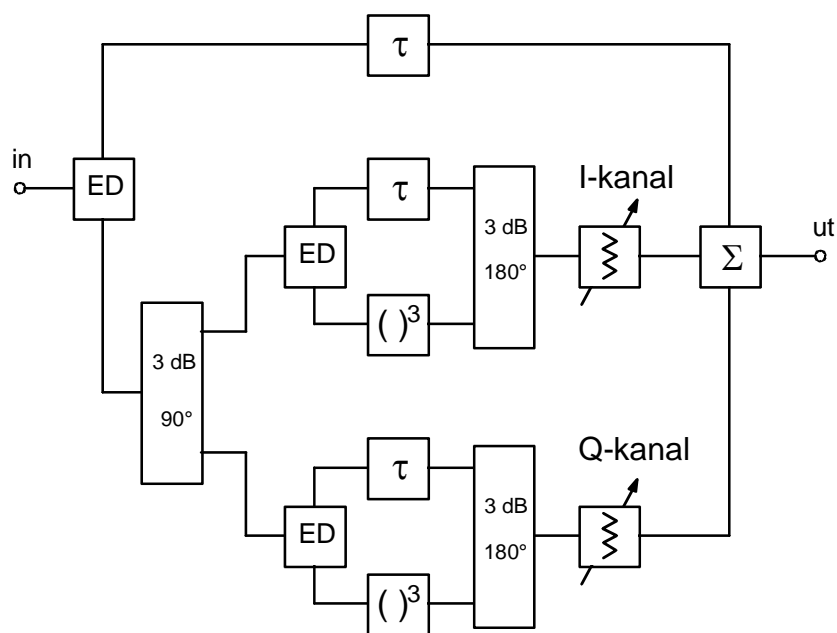 τ
in
ED
τ
I-kanal
ED
3 dB
180°
Σ
ut
( )³
3 dB
90°
τ
Q-kanal
ED
3 dB
180°
( )³